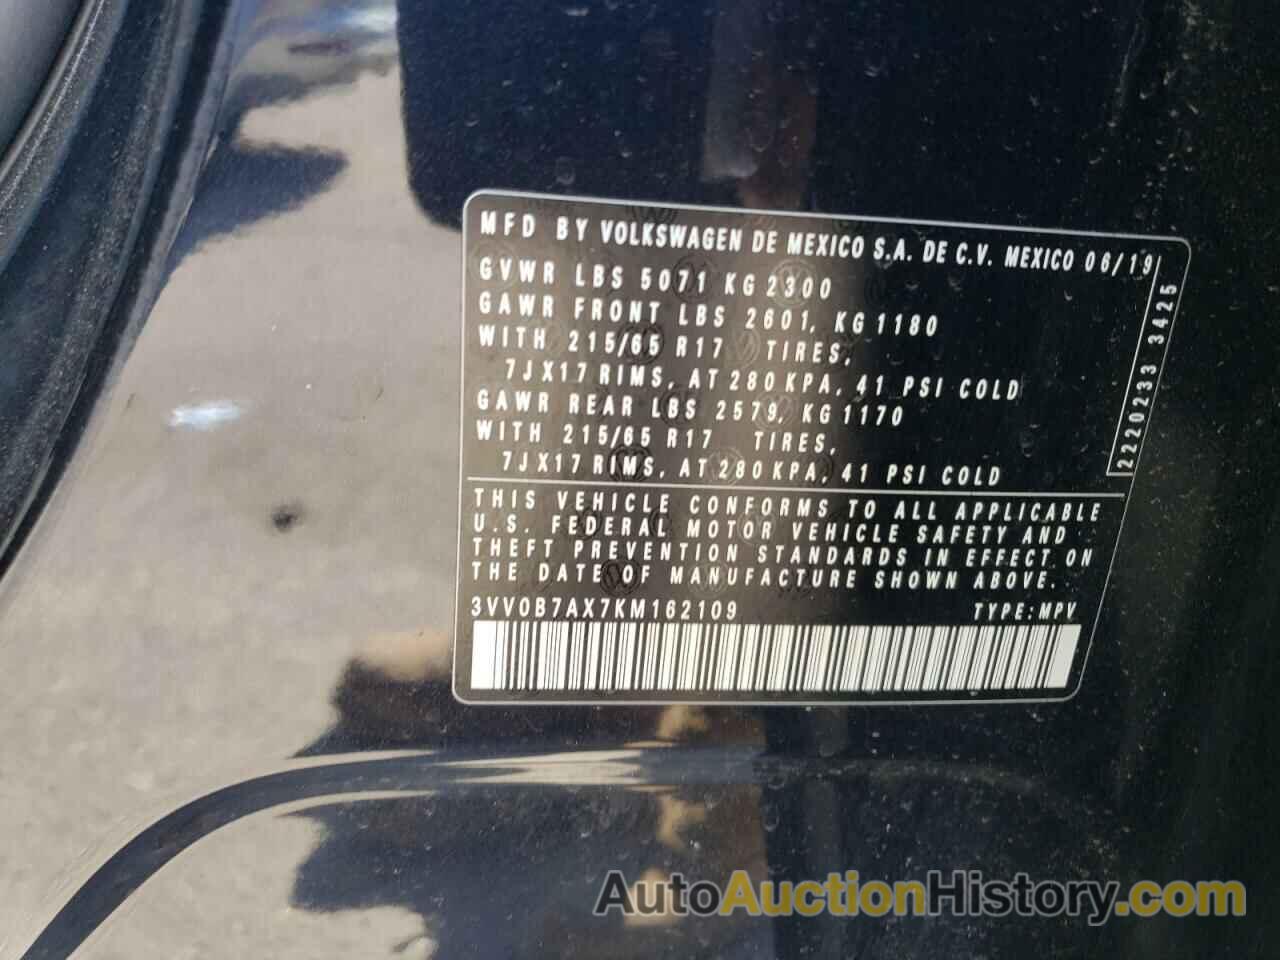 MFD BY VOLKSWAGEN DE MEXICO S.A. DE C.V. MEXICO 06/19
GVWR LBS 5071 KG 2300
GAWR FRONT LBS 2601, KG 1180
WITH 215/65 R17 TIRES,
7JX17 RIMS, AT 280 KPA, 41 PSI COLD
GAWR REAR LBS 2579, KG 1170
WITH 215/65 R17 TIRES,
7JX17 RIMS, AT 280 KPA, 41 PSI COLD
2220233 3425
THIS VEHICLE CONFORMS TO ALL APPLICABLE
U.S. FEDERAL MOTOR VEHICLE SAFETY AND
THEFT PREVENTION STANDARDS IN EFFECT ON
THE DATE OF MANUFACTURE SHOWN ABOVE.
3VV0B7AX7KM162109 TYPE: MPV
AutoAuctionHistory.com